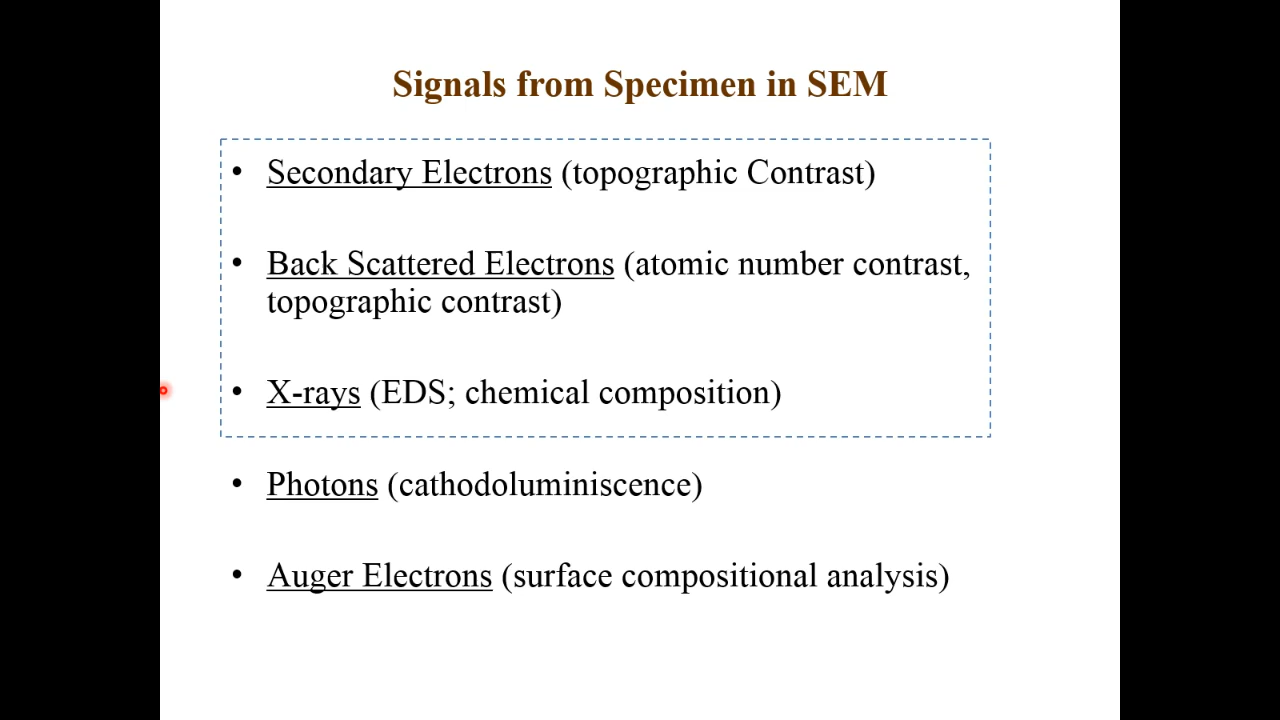 Signals from Specimen in SEM
• Secondary Electrons (topographic Contrast)
• Back Scattered Electrons (atomic number contrast,
topographic contrast)
• X-rays (EDS; chemical composition)
• Photons (cathodoluminiscence)
• Auger Electrons (surface compositional analysis)